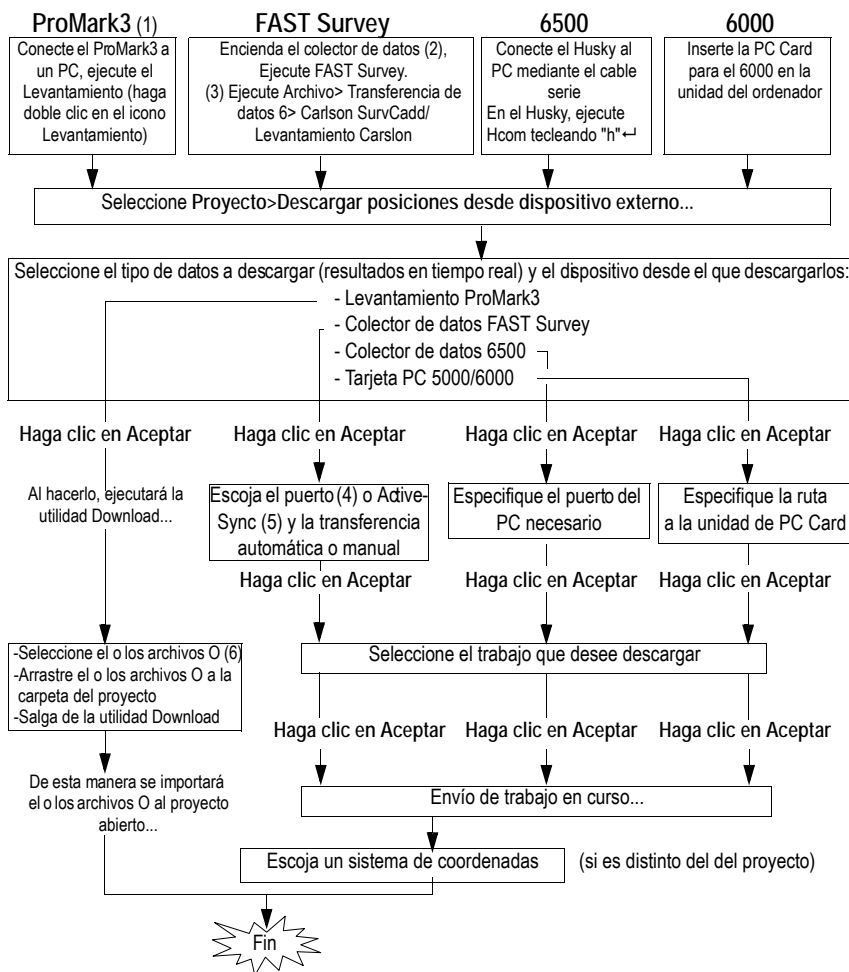 ProMark3 (1)
Conecte el ProMark3 a
un PC, ejecute el
Levantamiento (haga
doble clic en el icono
Levantamiento)
FAST Survey
Encienda el colector de datos (2),
Ejecute FAST Survey.
(3) Ejecute Archivo> Transferencia de
datos 6> Carlson SurvCadd/
Levantamiento Carslon
6500
Conecte el Husky al
PC mediante el cable
serie
En el Husky, ejecute
Hcom tecleando "h"↵
6000
Inserte la PC Card
para el 6000 en la
unidad del ordenador
Seleccione Proyecto>Descargar posiciones desde dispositivo externo...
Seleccione el tipo de datos a descargar (resultados en tiempo real) y el dispositivo desde el que descargarlos:
- Levantamiento ProMark3
- Colector de datos FAST Survey
- Colector de datos 6500
- Tarjeta PC 5000/6000
Haga clic en Aceptar
Haga clic en Aceptar
Haga clic en Aceptar
Haga clic en Aceptar
Al hacerlo, ejecutará la
utilidad Download...
Escoja el puerto (4) o Active-
Sync (5) y la transferencia
automática o manual
Especifique el puerto del
PC necesario
Especifique la ruta
a la unidad de PC Card
Haga clic en Aceptar
Haga clic en Aceptar
Haga clic en Aceptar
-Seleccione el o los archivos O (6)
-Arrastre el o los archivos O a la
carpeta del proyecto
-Salga de la utilidad Download
Seleccione el trabajo que desee descargar
Haga clic en Aceptar
Haga clic en Aceptar
Haga clic en Aceptar
De esta manera se importará
el o los archivos O al proyecto
abierto...
Envío de trabajo en curso...
Escoja un sistema de coordenadas
(si es distinto del del proyecto)
Fin